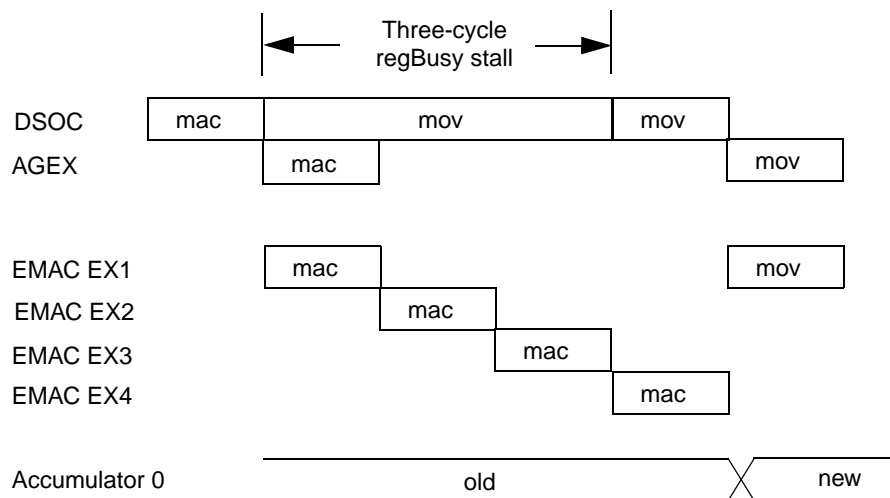 Three-cycle
regBusy stall
DSOC mac mov mov
AGEX mac mov
EMAC EX1 mac mov
EMAC EX2 mac
EMAC EX3 mac
EMAC EX4 mac
Accumulator 0 old new